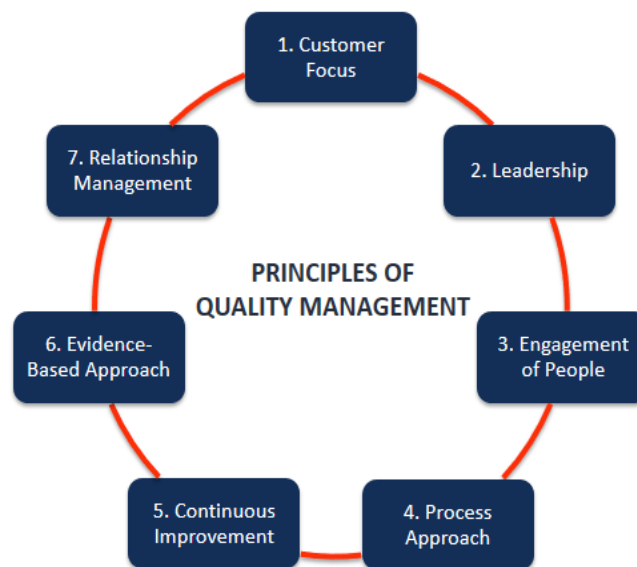 1. Customer
Focus
2. Leadership
3. Engagement
of People
4. Process
Approach
5. Continuous
Improvement
6. Evidence-
Based Approach
7. Relationship
Management
PRINCIPLES OF
QUALITY MANAGEMENT